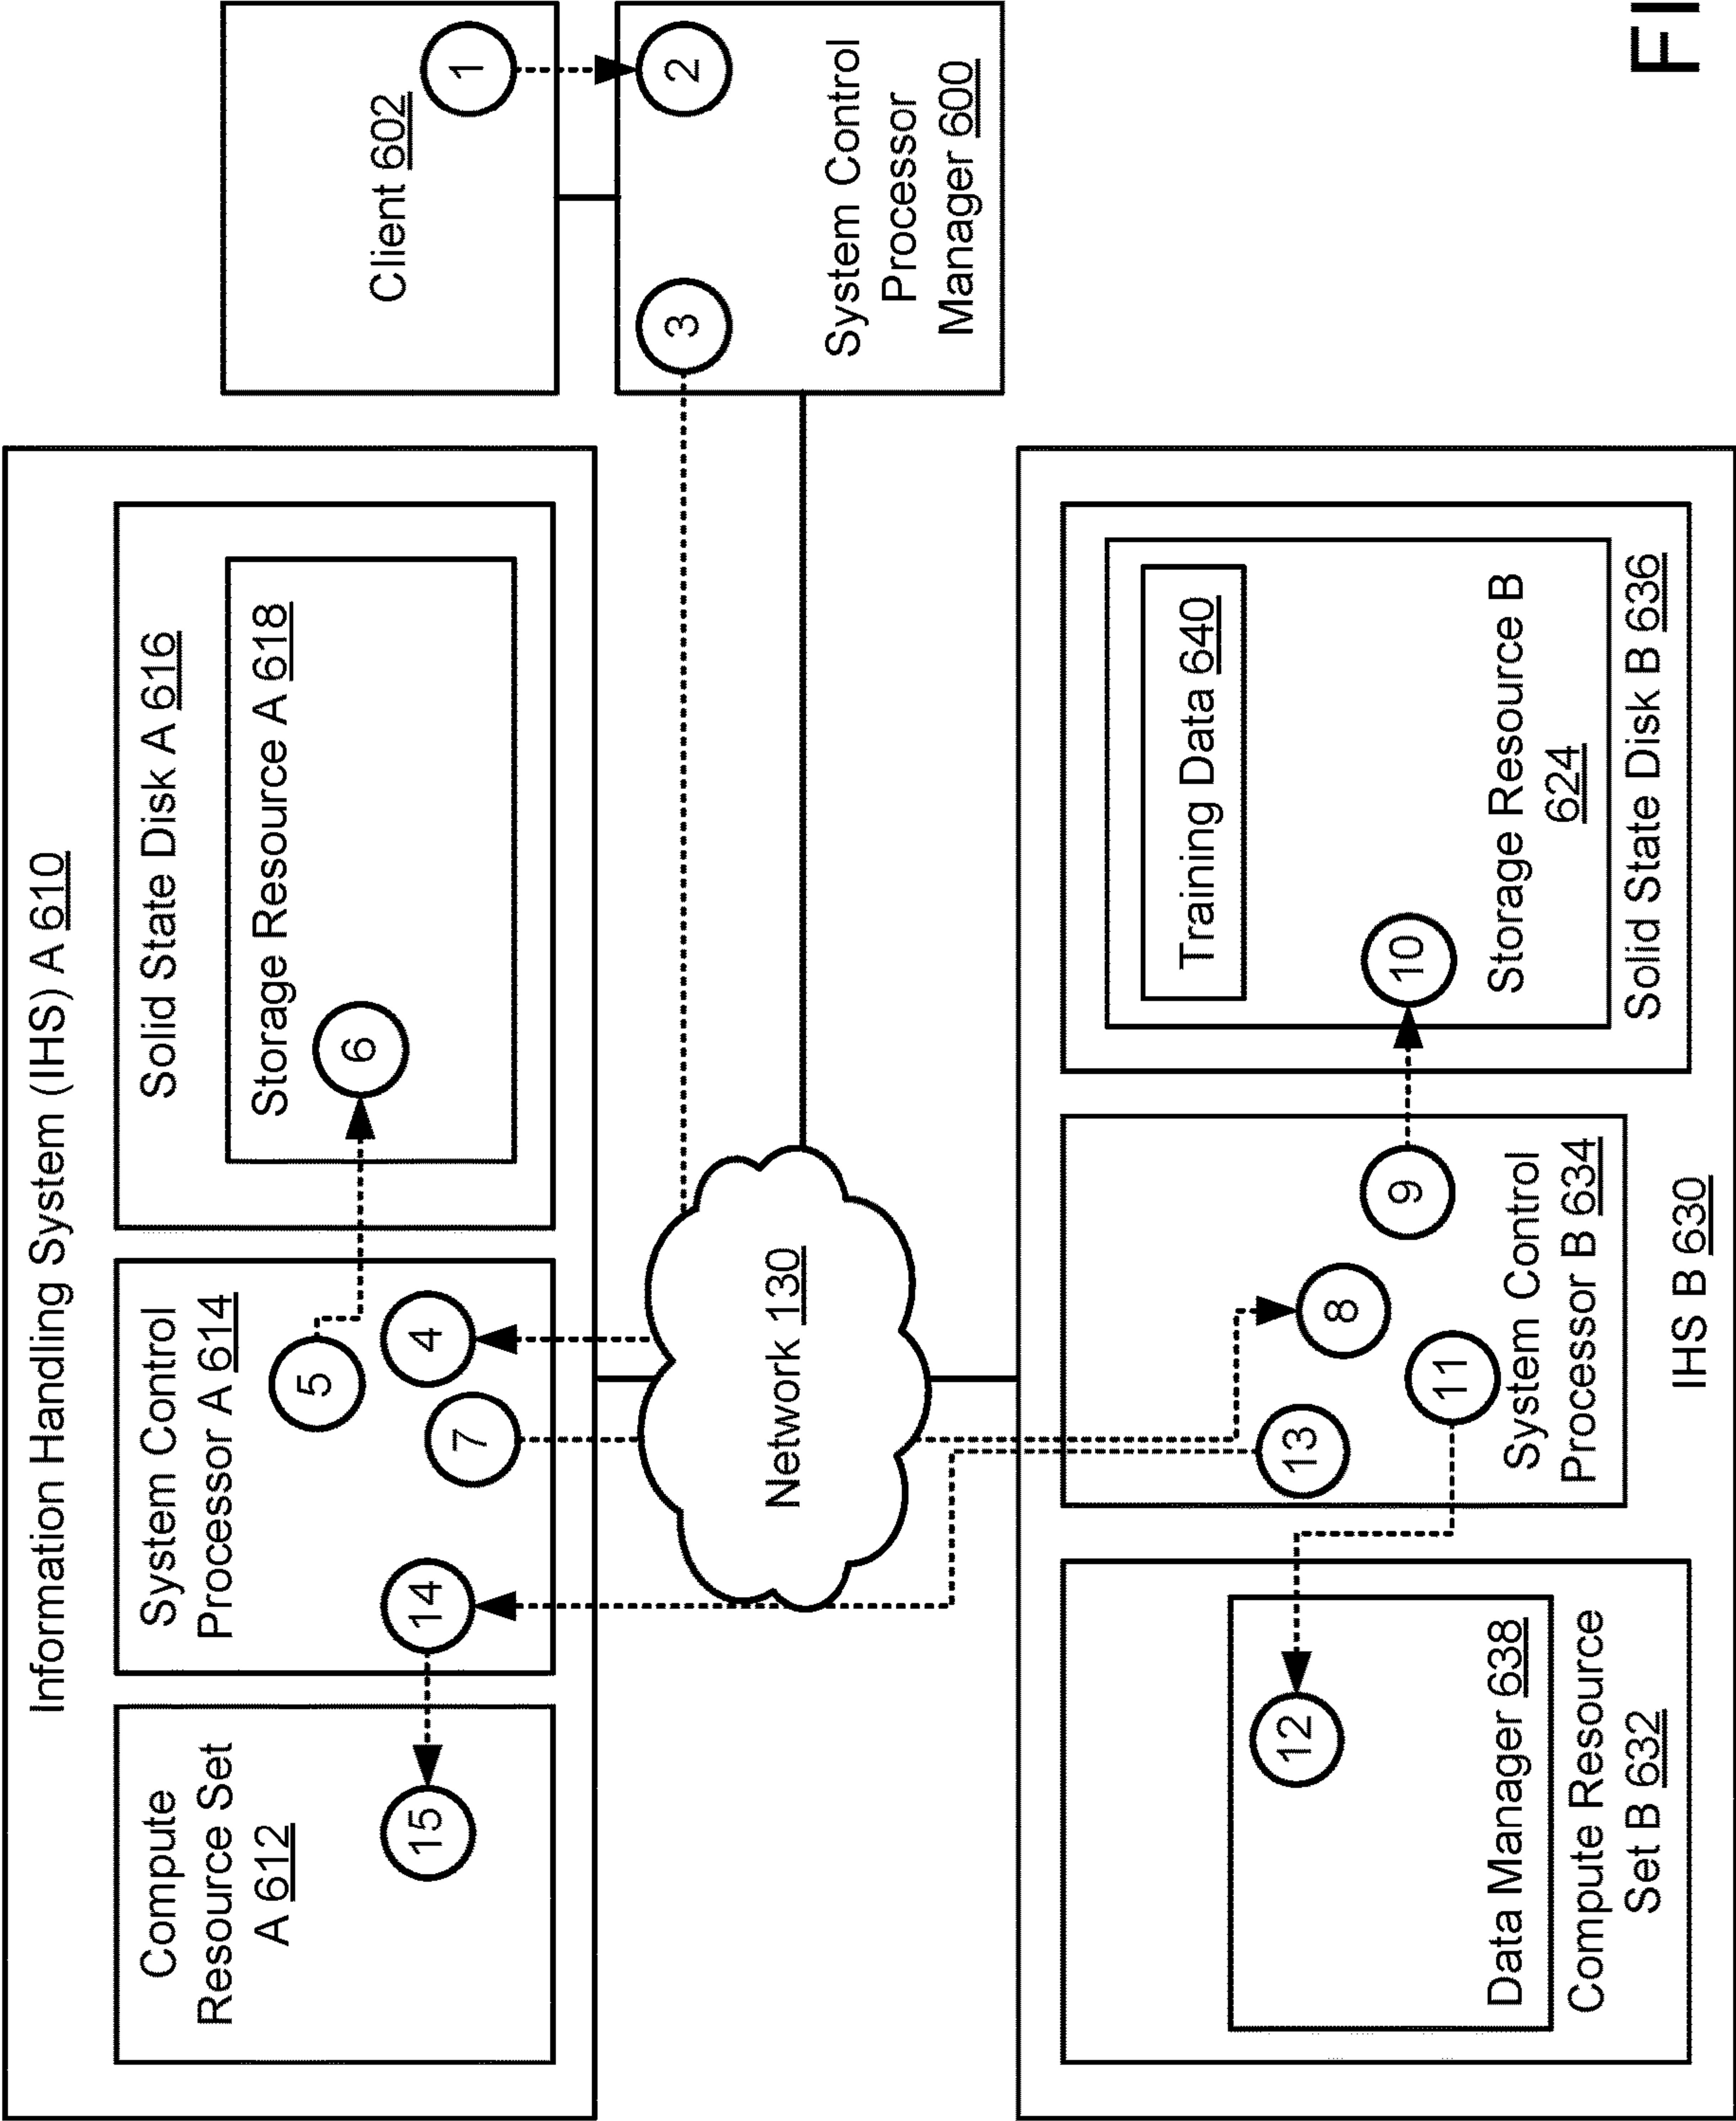 Information Handling System (IHS) A 610
Compute
Resource Set
A 612
15
System Control
Processor A 614
14
5
7
4
Solid State Disk A 616
Storage Resource A 618
6
Client 602
1
2
3
System Control
Processor
Manager 600
Network 130
12
Data Manager 638
Compute Resource
Set B 632
13
8
11
9
System Control
Processor B 634
Training Data 640
10
Storage Resource B
624
Solid State Disk B 636
IHS B 630
FI